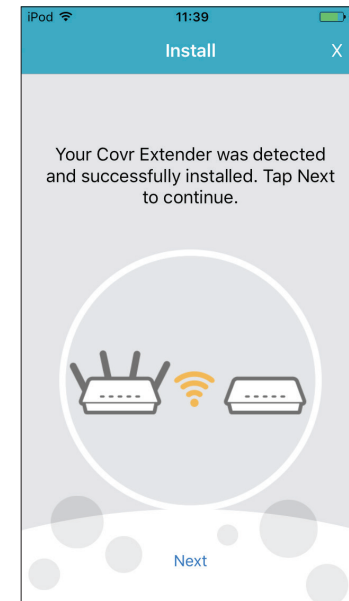 iPod 11:39
Install X
Your Covr Extender was detected
and successfully installed. Tap Next
to continue.
Next